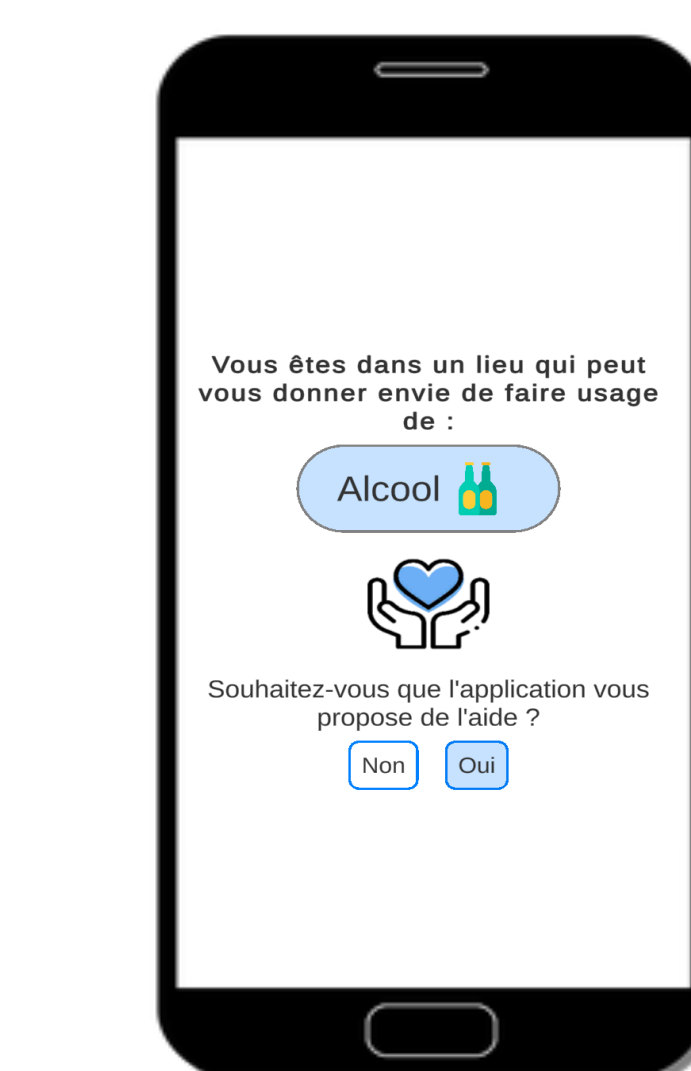 Vous êtes dans un lieu qui peut
vous donner envie de faire usage
de :
Alcool
Souhaitez-vous que l'application vous
propose de l'aide ?
Non
Oui